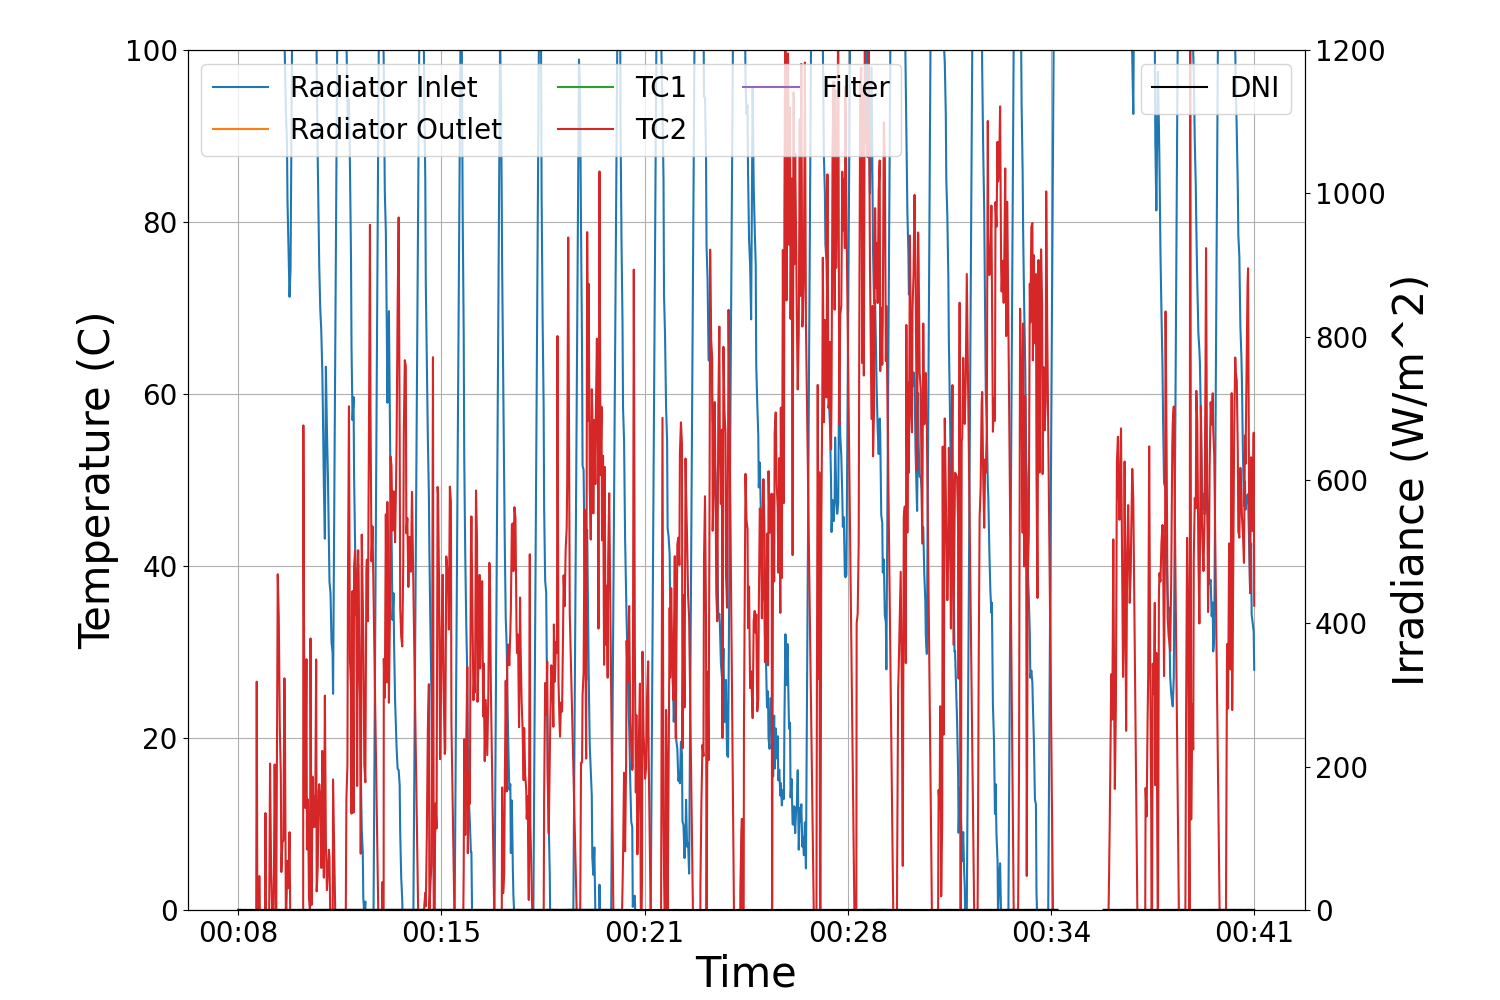 100
80
60
40
20
0
Temperature (C)
Radiator Inlet
Radiator Outlet
TC1
TC2
Filter
DNI
1200
1000
800
600
400
200
0
Irradiance (W/m^2)
00:08 00:15 00:21 00:28 00:34 00:41
Time